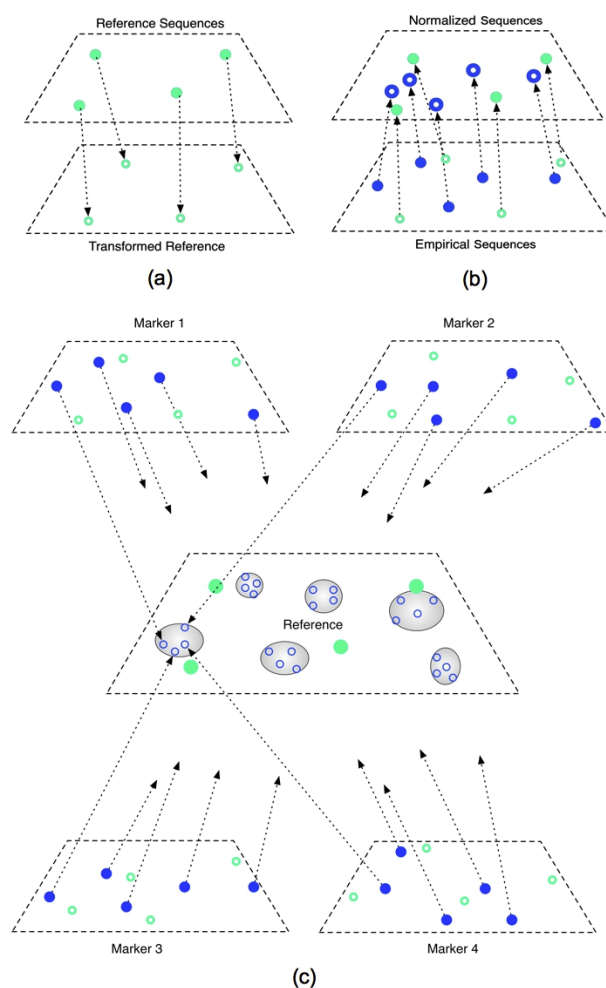 Reference Sequences
Transformed Reference
(a)
Normalized Sequences
Empirical Sequences
(b)
Marker 1
Marker 2
Reference
Marker 3
Marker 4
(c)